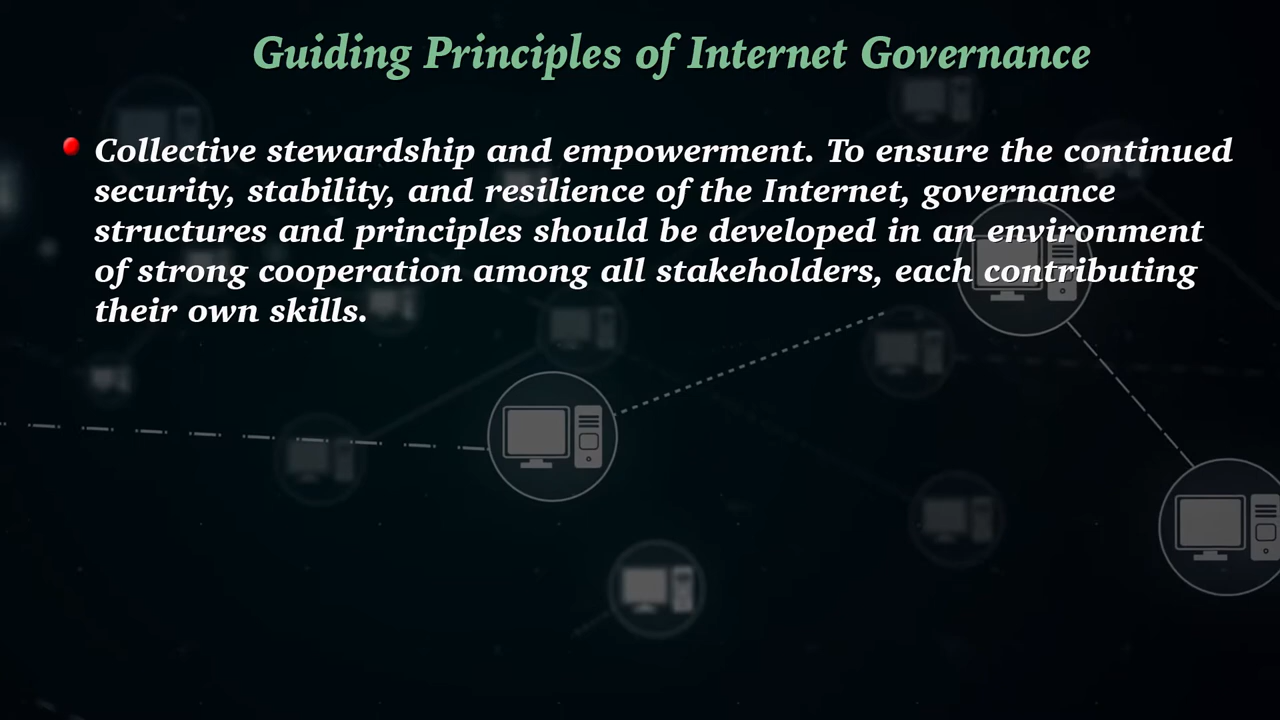 Guiding Principles of Internet Governance
Collective stewardship and empowerment. To ensure the continued
security, stability, and resilience of the Internet, governance
structures and principles should be developed in an environment
of strong cooperation among all stakeholders, each contributing
their own skills.